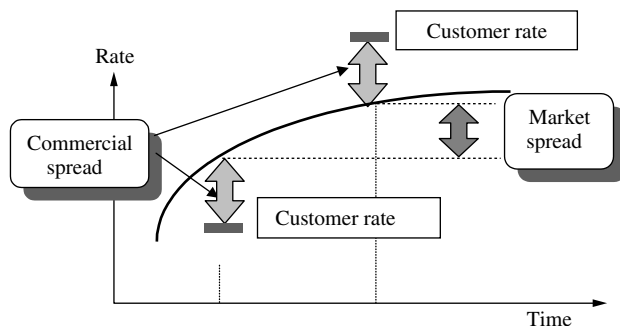 Customer rate
Rate
Market
spread
Commercial
spread
Customer rate
Time